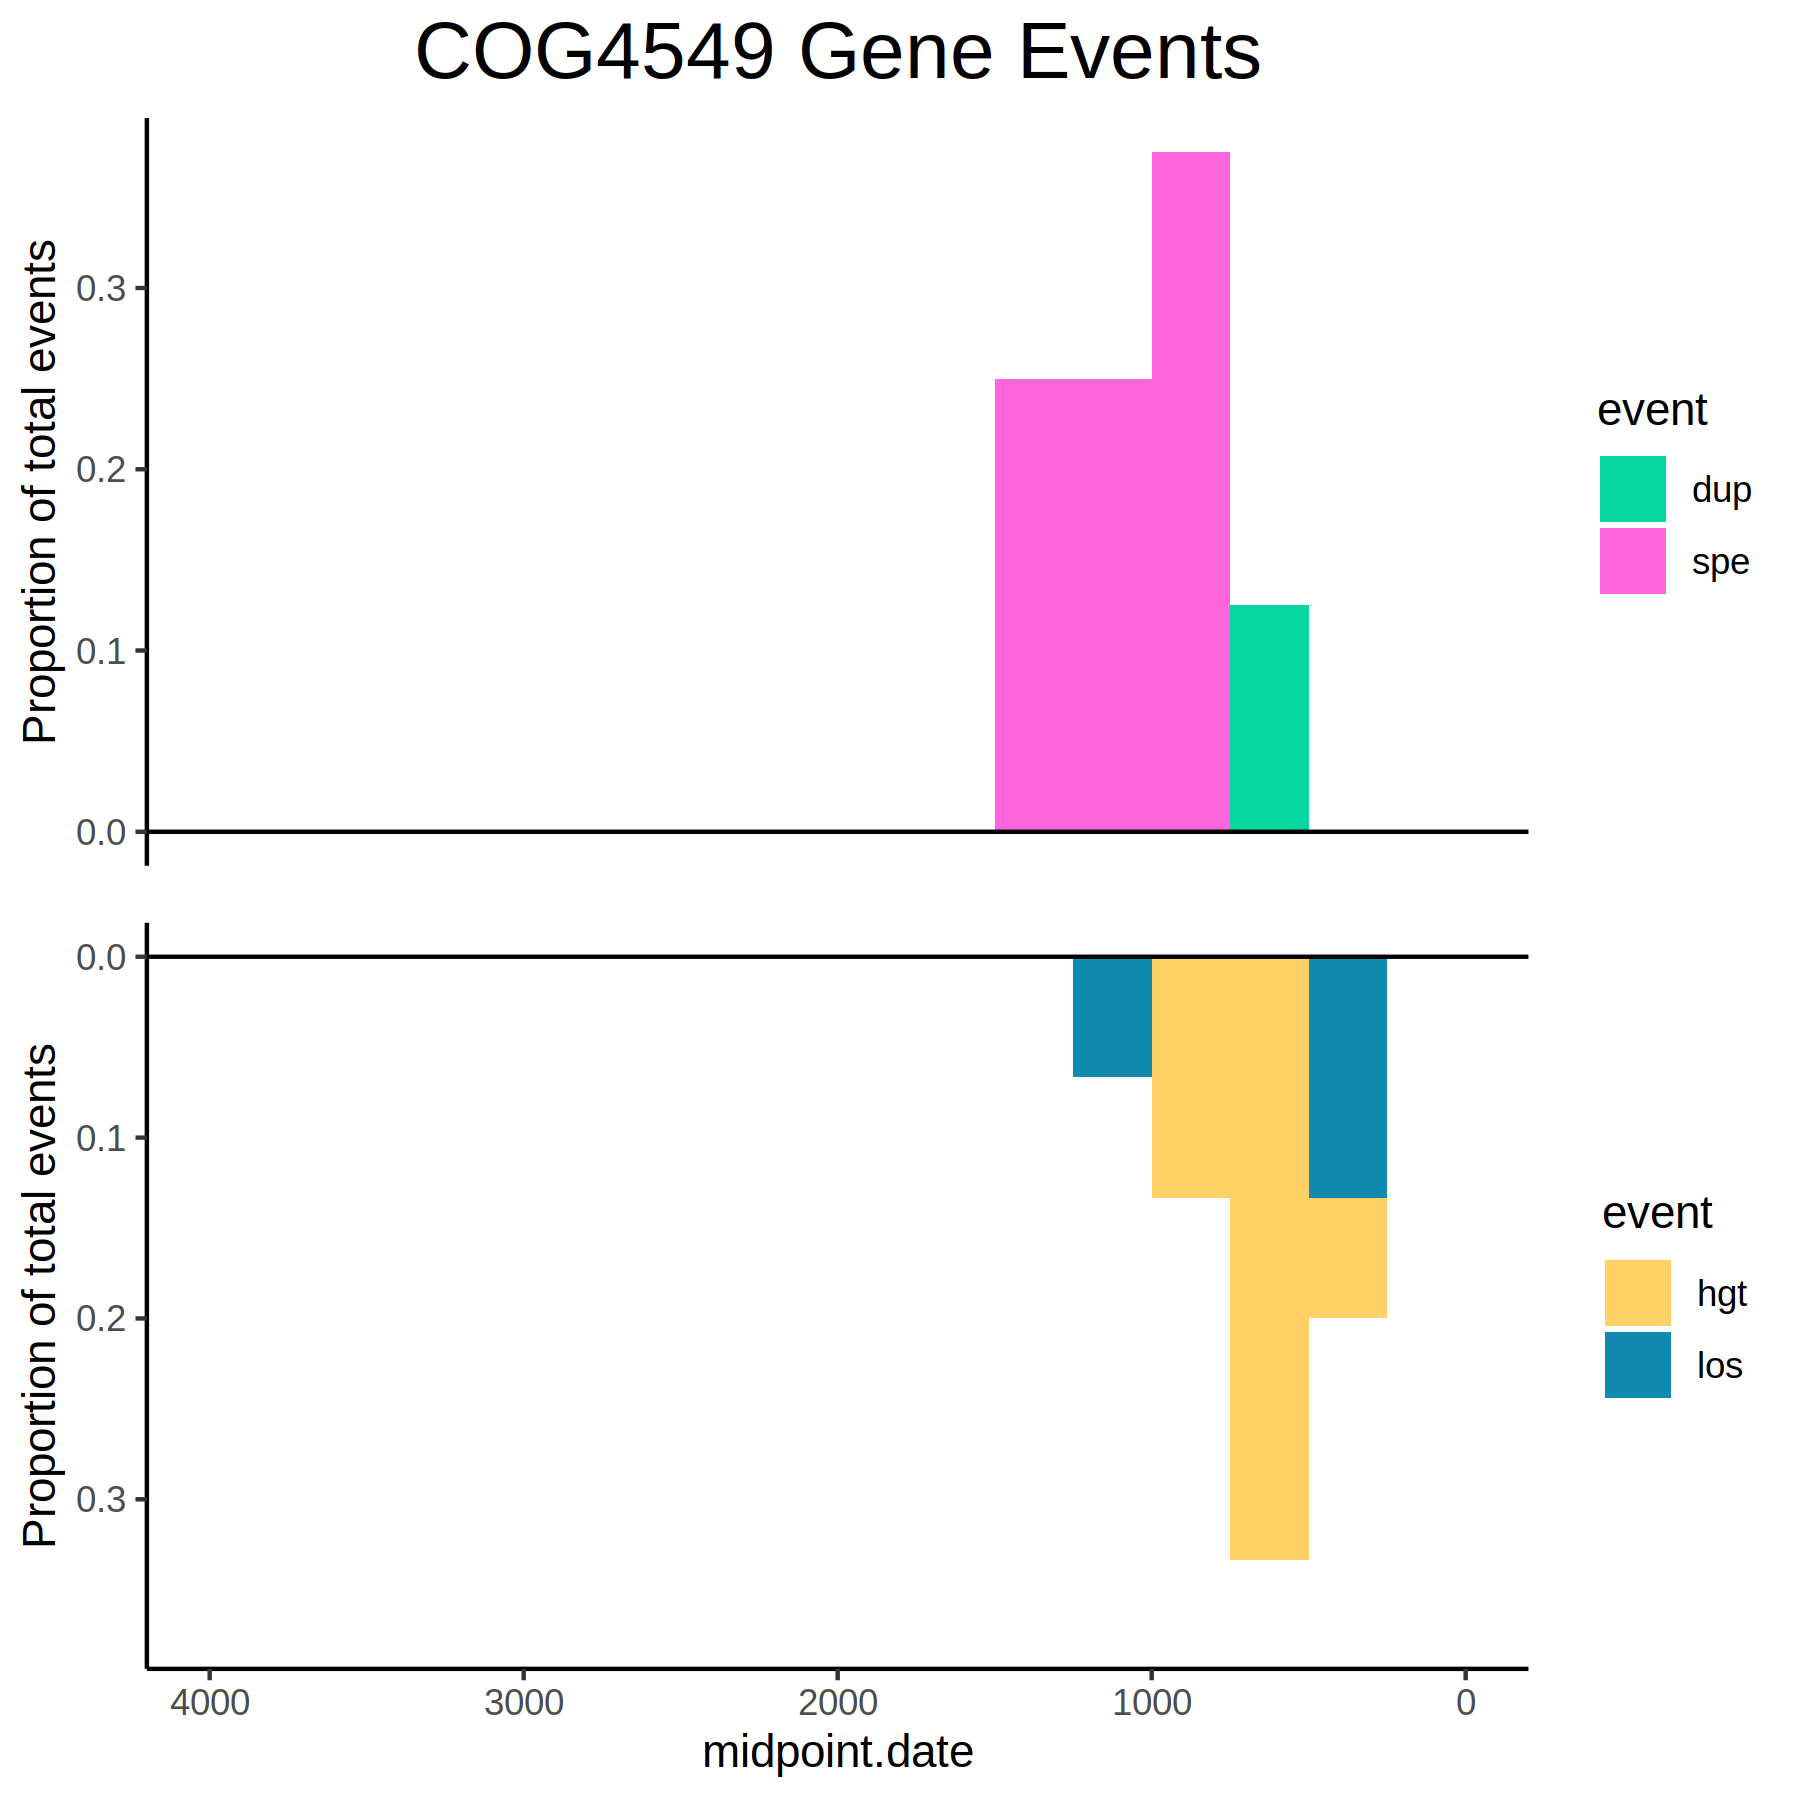 COG4549 Gene Events
Proportion of total events
0.3
0.2
0.1
0.0
event
dup
spe
Proportion of total events
0.0
0.1
0.2
0.3
event
hgt
los
4000 3000 2000 1000 0
midpoint.date